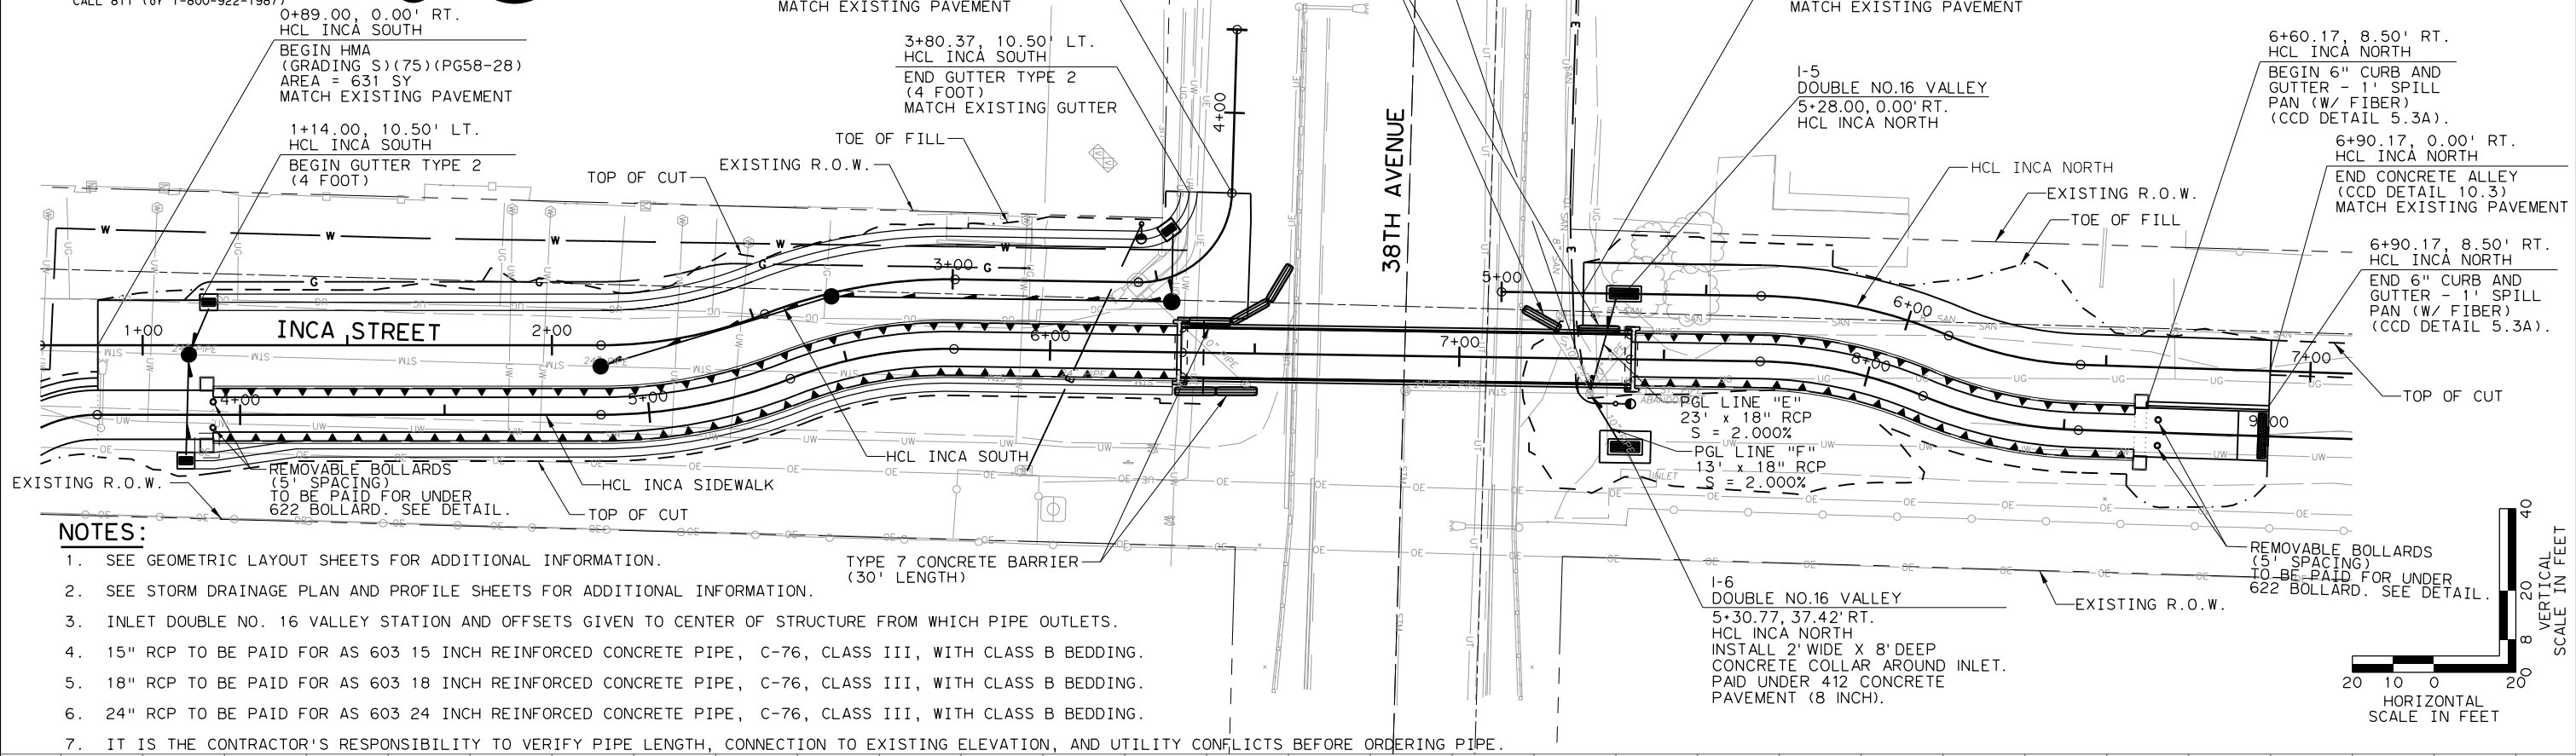 CALL 811 (or 1-800-922-1987)
0+89.00, 0.00' RT.
HCL INCA SOUTH
BEGIN HMA
(GRADING S)(75)(PG58-28)
AREA = 631 SY
MATCH EXISTING PAVEMENT
1+14.00, 10.50' LT.
HCL INCA SOUTH
BEGIN GUTTER TYPE 2
(4 FOOT)
MATCH EXISTING PAVEMENT
3+80.37, 10.50' LT.
HCL INCA SOUTH
END GUTTER TYPE 2
(4 FOOT)
MATCH EXISTING GUTTER
TOE OF FILL
EXISTING R.O.W.
TOP OF CUT
4+00
38TH AVENUE
MATCH EXISTING PAVEMENT
I-5
DOUBLE NO.16 VALLEY
5+28.00, 0.00' RT.
HCL INCA NORTH
HCL INCA NORTH
EXISTING R.O.W.
TOE OF FILL
6+60.17, 8.50' RT.
HCL INCA NORTH
BEGIN 6" CURB AND
GUTTER - 1' SPILL
PAN (W/ FIBER)
(CCD DETAIL 5.3A).
6+90.17, 0.00' RT.
HCL INCA NORTH
END CONCRETE ALLEY
(CCD DETAIL 10.3)
MATCH EXISTING PAVEMENT
6+90.17, 8.50' RT.
HCL INCA NORTH
END 6" CURB AND
GUTTER - 1' SPILL
PAN (W/ FIBER)
(CCD DETAIL 5.3A).
TOP OF CUT
INCA STREET
1+00
2+00
3+00
5+00
6+00
7+00
4+00
5+00
6+00
7+00
8+00
PGL LINE "E"
23' x 18" RCP
S = 2.000%
PGL LINE "F"
13' x 18" RCP
S = 2.000%
HCL INCA SOUTH
HCL INCA SIDEWALK
TOP OF CUT
REMOVABLE BOLLARDS
(5' SPACING)
TO BE PAID FOR UNDER
622 BOLLARD. SEE DETAIL.
EXISTING R.O.W.
TYPE 7 CONCRETE BARRIER
(30' LENGTH)
I-6
DOUBLE NO.16 VALLEY
5+30.77, 37.42' RT.
HCL INCA NORTH
INSTALL 2' WIDE X 8' DEEP
CONCRETE COLLAR AROUND INLET.
PAID UNDER 412 CONCRETE
PAVEMENT (8 INCH).
EXISTING R.O.W.
REMOVABLE BOLLARDS
(5' SPACING)
TO BE PAID FOR UNDER
622 BOLLARD. SEE DETAIL.
NOTES:
1. SEE GEOMETRIC LAYOUT SHEETS FOR ADDITIONAL INFORMATION.
2. SEE STORM DRAINAGE PLAN AND PROFILE SHEETS FOR ADDITIONAL INFORMATION.
3. INLET DOUBLE NO. 16 VALLEY STATION AND OFFSETS GIVEN TO CENTER OF STRUCTURE FROM WHICH PIPE OUTLETS.
4. 15" RCP TO BE PAID FOR AS 603 15 INCH REINFORCED CONCRETE PIPE, C-76, CLASS III, WITH CLASS B BEDDING.
5. 18" RCP TO BE PAID FOR AS 603 18 INCH REINFORCED CONCRETE PIPE, C-76, CLASS III, WITH CLASS B BEDDING.
6. 24" RCP TO BE PAID FOR AS 603 24 INCH REINFORCED CONCRETE PIPE, C-76, CLASS III, WITH CLASS B BEDDING.
7. IT IS THE CONTRACTOR'S RESPONSIBILITY TO VERIFY PIPE LENGTH, CONNECTION TO EXISTING ELEVATION, AND UTILITY CONFLICTS BEFORE ORDERING PIPE.
40
20
8
0
VERTICAL
SCALE IN FEET
20 10 0 20
HORIZONTAL
SCALE IN FEET